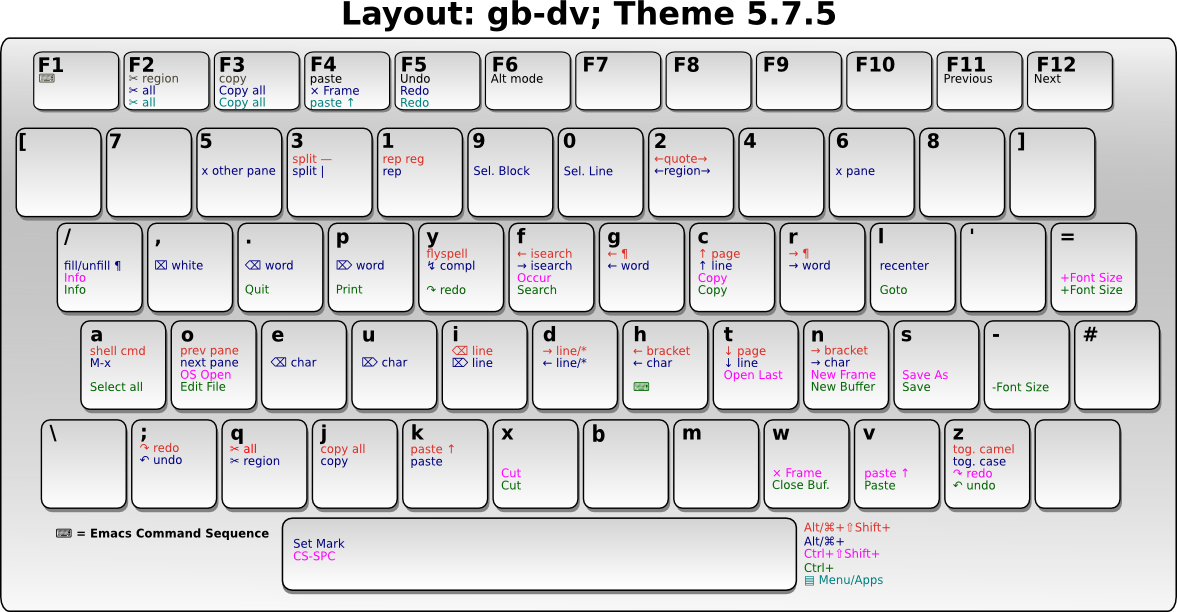 Layout: gb-dv; Theme 5.7.5
F1
⌨
F2
✂ region
✂ all
✂ all
F3
copy
Copy all
Copy all
F4
paste
× Frame
paste ↑
F5
Undo
Redo
Redo
F6
Alt mode
F7
F8
F9
F10
F11
Previous
F12
Next
[
7
5
x other pane
3
split —
split |
1
rep reg
rep
9
Sel. Block
0
Sel. Line
2
←quote→
←region→
4
6
x pane
8
]
/
fill/unfill ¶
Info
Info
,
⌧ white
.
⌫ word
Quit
p
⌦ word
Print
y
flyspell
↯ compl
↷ redo
f
← isearch
→ isearch
Occur
Search
g
← ¶
← word
c
↑ page
↑ line
Copy
Copy
r
→ ¶
→ word
l
recenter
Goto
'
=
+Font Size
+Font Size
a
shell cmd
M-x
Select all
o
prev pane
next pane
OS Open
Edit File
e
⌫ char
u
⌦ char
i
⌫ line
⌦ line
d
→ line/*
← line/*
h
← bracket
← char
⌨
t
↓ page
↓ line
Open Last
n
→ bracket
→ char
New Frame
New Buffer
s
Save As
Save
-
-Font Size
#
\
;
↷ redo
↶ undo
q
✂ all
✂ region
j
copy all
copy
k
paste ↑
paste
x
Cut
Cut
b
m
w
× Frame
Close Buf.
v
paste ↑
Paste
z
tog. camel
tog. case
↷ redo
↶ undo
⌨ = Emacs Command Sequence
Set Mark
CS-SPC
Alt/⌘+⇧Shift+
Alt/⌘+
Ctrl+⇧Shift+
Ctrl+
▤ Menu/Apps